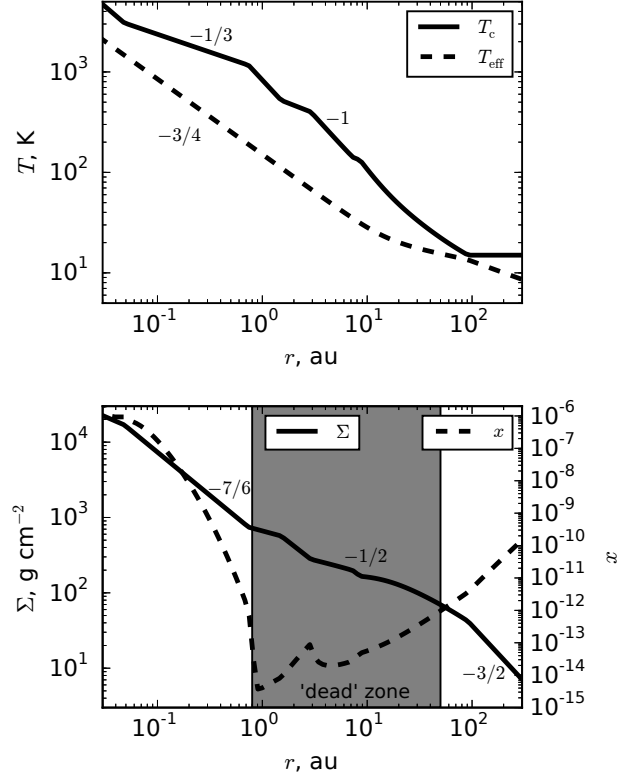 T_c
T_eff
−1/3
−1
−3/4
10^3
10^2
10^1
T, K
10^-1 10^0 10^1 10^2
r, au
Σ
x
−7/6
−1/2
−3/2
'dead' zone
10^4
10^3
10^2
10^1
Σ, g cm^−2
10^-6
10^-7
10^-8
10^-9
10^-10
10^-11
10^-12
10^-13
10^-14
10^-15
x
10^-1 10^0 10^1 10^2
r, au